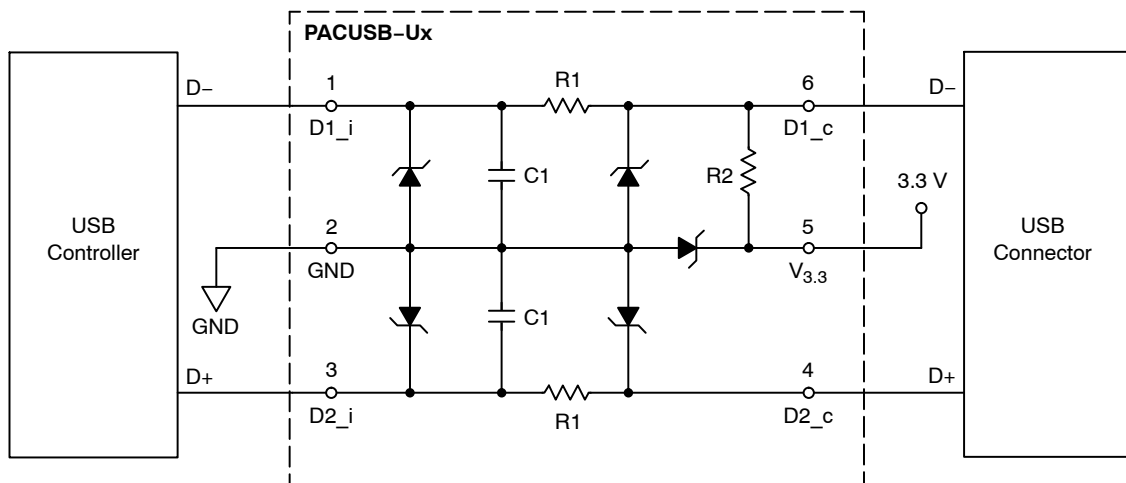 PACUSB–Ux
D–
1
R1
6
D–
D1_i
D1_c
C1
R2
3.3 V
USB
Controller
2
5
USB
Connector
GND
V3.3
GND
C1
D+
3
4
D+
D2_i
R1
D2_c